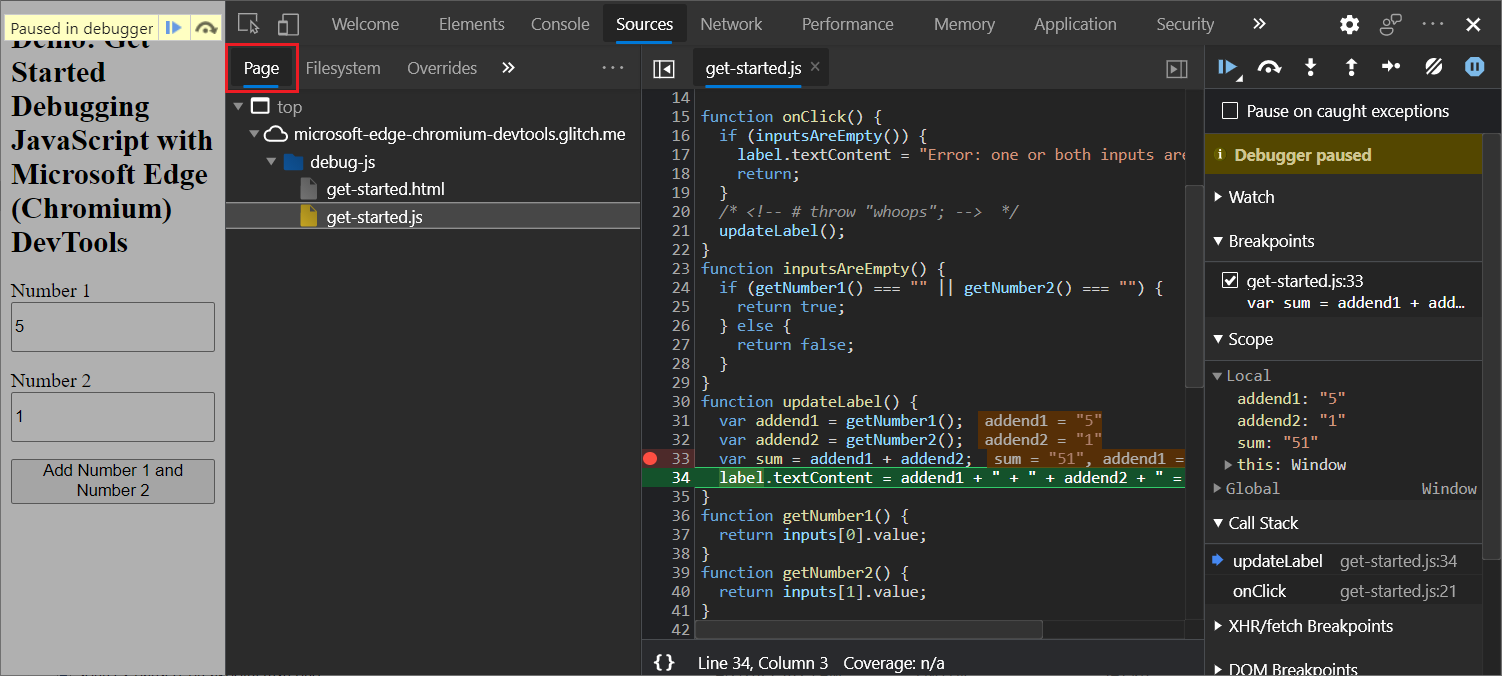 Paused in debugger
Demo: Get
Started
Debugging
JavaScript with
Microsoft Edge
(Chromium)
DevTools
Number 1
5
Number 2
1
Add Number 1 and
Number 2
Welcome Elements Console Sources Network Performance Memory Application Security »
Page Filesystem Overrides » ···
top
microsoft-edge-chromium-devtools.glitch.me
debug-js
get-started.html
get-started.js
get-started.js ×
14
15 function onClick() {
16   if (inputsAreEmpty()) {
17     label.textContent = "Error: one or both inputs are
18     return;
19   }
20   /* <!-- # throw "whoops"; -->  */
21   updateLabel();
22 }
23 function inputsAreEmpty() {
24   if (getNumber1() === "" || getNumber2() === "") {
25     return true;
26   } else {
27     return false;
28   }
29 }
30 function updateLabel() {
31   var addend1 = getNumber1();  addend1 = "5"
32   var addend2 = getNumber2();  addend2 = "1"
33   var sum = addend1 + addend2;  sum = "51", addend1 =
34   label.textContent = addend1 + " + " + addend2 + " =
35 }
36 function getNumber1() {
37   return inputs[0].value;
38 }
39 function getNumber2() {
40   return inputs[1].value;
41 }
42
{} Line 34, Column 3 Coverage: n/a
Pause on caught exceptions
Debugger paused
Watch
Breakpoints
get-started.js:33
var sum = addend1 + add…
Scope
Local
addend1: "5"
addend2: "1"
sum: "51"
this: Window
Global Window
Call Stack
updateLabel get-started.js:34
onClick get-started.js:21
XHR/fetch Breakpoints
DOM Breakpoints